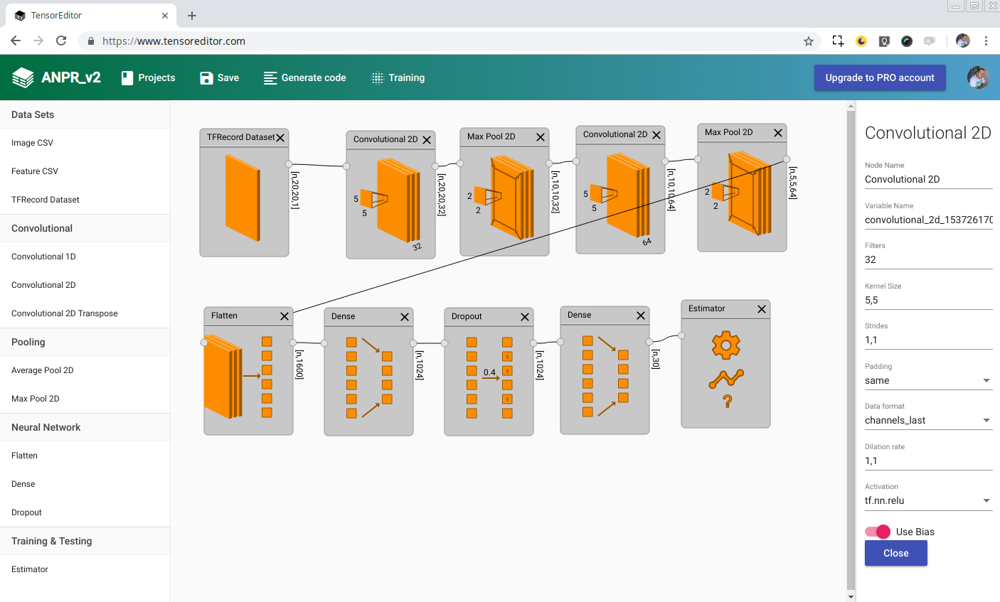 TensorEditor
https://www.tensoreditor.com
ANPR_v2
Projects
Save
Generate code
Training
Upgrade to PRO account
Data Sets
Image CSV
Feature CSV
TFRecord Dataset
Convolutional
Convolutional 1D
Convolutional 2D
Convolutional 2D Transpose
Pooling
Average Pool 2D
Max Pool 2D
Neural Network
Flatten
Dense
Dropout
Training & Testing
Estimator
TFRecord Dataset
[n,20,20,1]
Convolutional 2D
5
5
32
[n,20,20,32]
Max Pool 2D
2
2
[n,10,10,32]
Convolutional 2D
5
5
64
[n,10,10,64]
Max Pool 2D
2
2
[n,5,5,64]
Flatten
[n,1600]
Dense
[n,1024]
Dropout
0.4
0
0
0
[n,1024]
Dense
[n,30]
Estimator
?
Convolutional 2D
Node Name
Convolutional 2D
Variable Name
convolutional_2d_153726170
Filters
32
Kernel Size
5,5
Strides
1,1
Padding
same
Data format
channels_last
Dilation rate
1,1
Activation
tf.nn.relu
Use Bias
Close